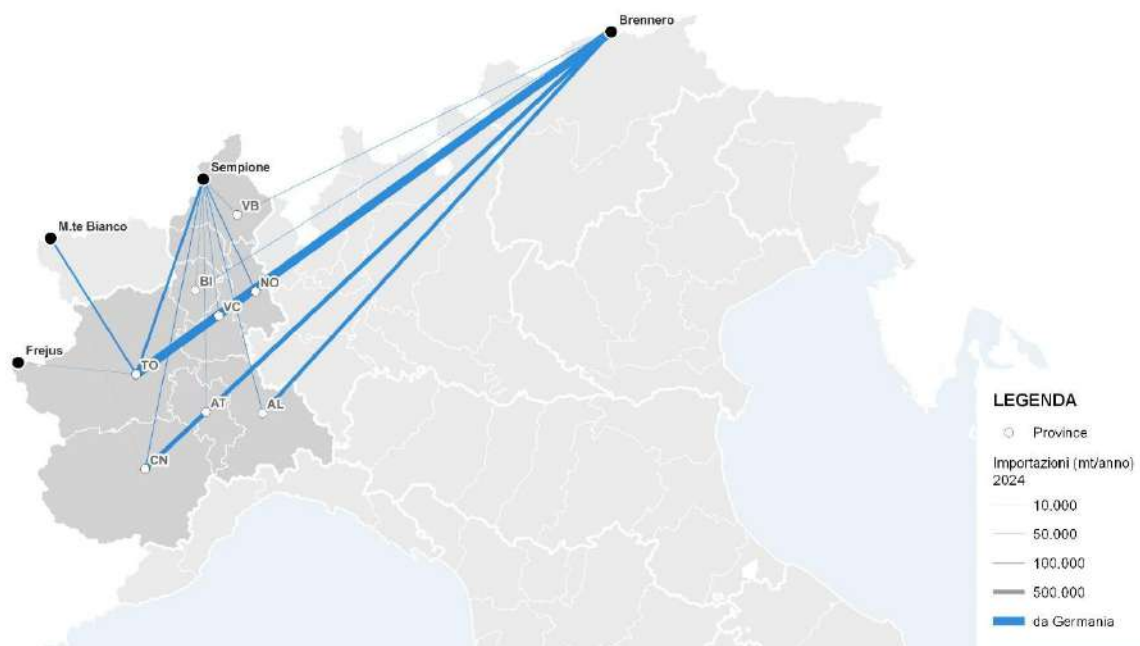 Brennero
Sempione
VB
M.te Bianco
BI
NO
VC
Frejus
TO
AT
AL
CN
LEGENDA
Province
Importazioni (mt/anno)
2024
10.000
50.000
100.000
500.000
da Germania